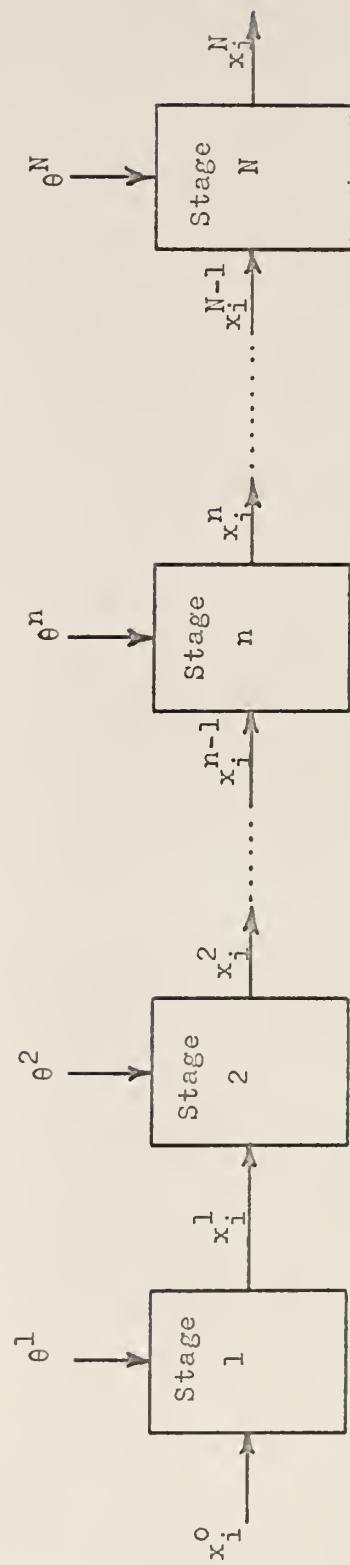 θ^1 θ^2 θ^n θ^N
Stage 1
Stage 2
Stage n
Stage N
x_i^0 x_i^1 x_i^2 ..... x_i^{n-1} x_i^n ...... x_i^{N-1} x_i^N